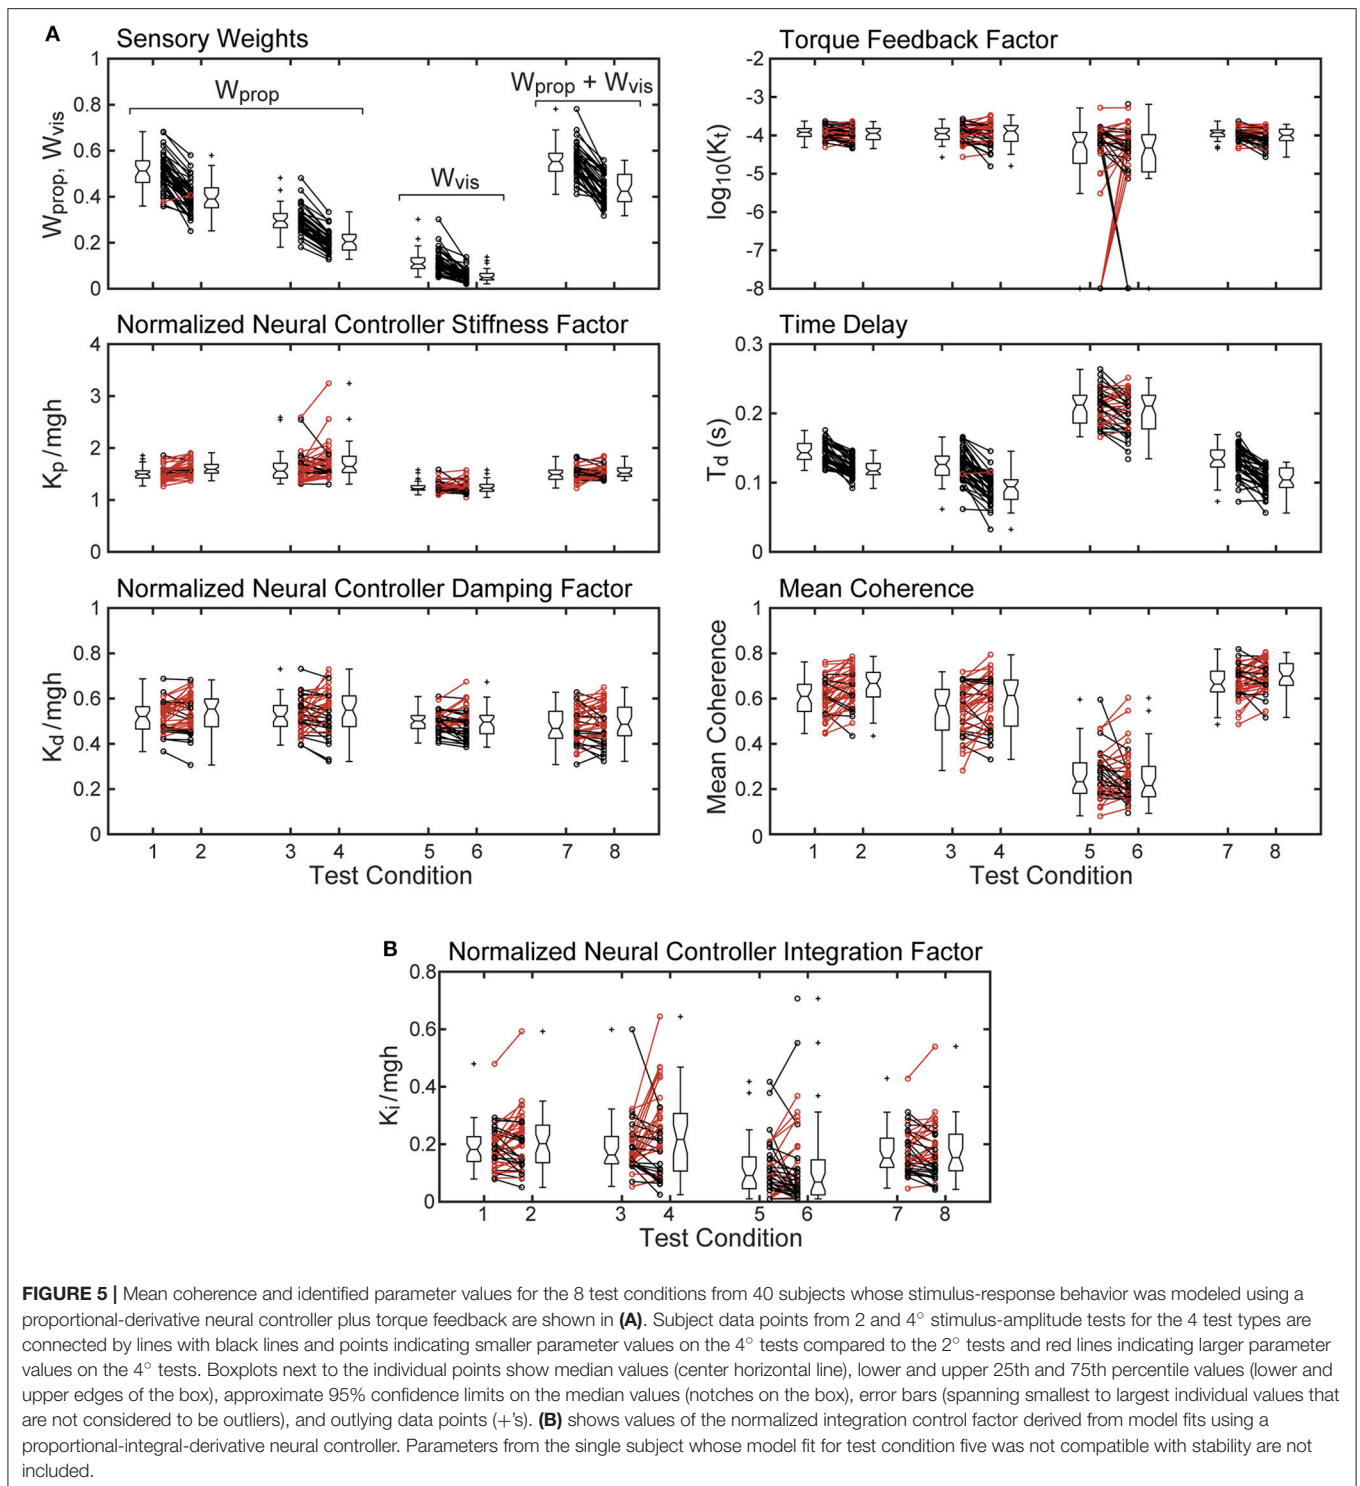 A
Sensory Weights
1
0.8
0.6
0.4
0.2
0
Wprop, Wvis
Wprop
Wvis
Wprop + Wvis
Torque Feedback Factor
-2
-3
-4
-5
-6
-7
-8
log10(Kt)
Normalized Neural Controller Stiffness Factor
4
3
2
1
0
Kp/mgh
Time Delay
0.3
0.2
0.1
0
Td (s)
Normalized Neural Controller Damping Factor
1
0.8
0.6
0.4
0.2
0
Kd/mgh
1 2 3 4 5 6 7 8
Test Condition
Mean Coherence
1
0.8
0.6
0.4
0.2
0
Mean Coherence
1 2 3 4 5 6 7 8
Test Condition
B
Normalized Neural Controller Integration Factor
0.8
0.6
0.4
0.2
0
Ki/mgh
1 2 3 4 5 6 7 8
Test Condition
FIGURE 5 | Mean coherence and identified parameter values for the 8 test conditions from 40 subjects whose stimulus-response behavior was modeled using a
proportional-derivative neural controller plus torque feedback are shown in (A). Subject data points from 2 and 4° stimulus-amplitude tests for the 4 test types are
connected by lines with black lines and points indicating smaller parameter values on the 4° tests compared to the 2° tests and red lines indicating larger parameter
values on the 4° tests. Boxplots next to the individual points show median values (center horizontal line), lower and upper 25th and 75th percentile values (lower and
upper edges of the box), approximate 95% confidence limits on the median values (notches on the box), error bars (spanning smallest to largest individual values that
are not considered to be outliers), and outlying data points (+'s). (B) shows values of the normalized integration control factor derived from model fits using a
proportional-integral-derivative neural controller. Parameters from the single subject whose model fit for test condition five was not compatible with stability are not
included.